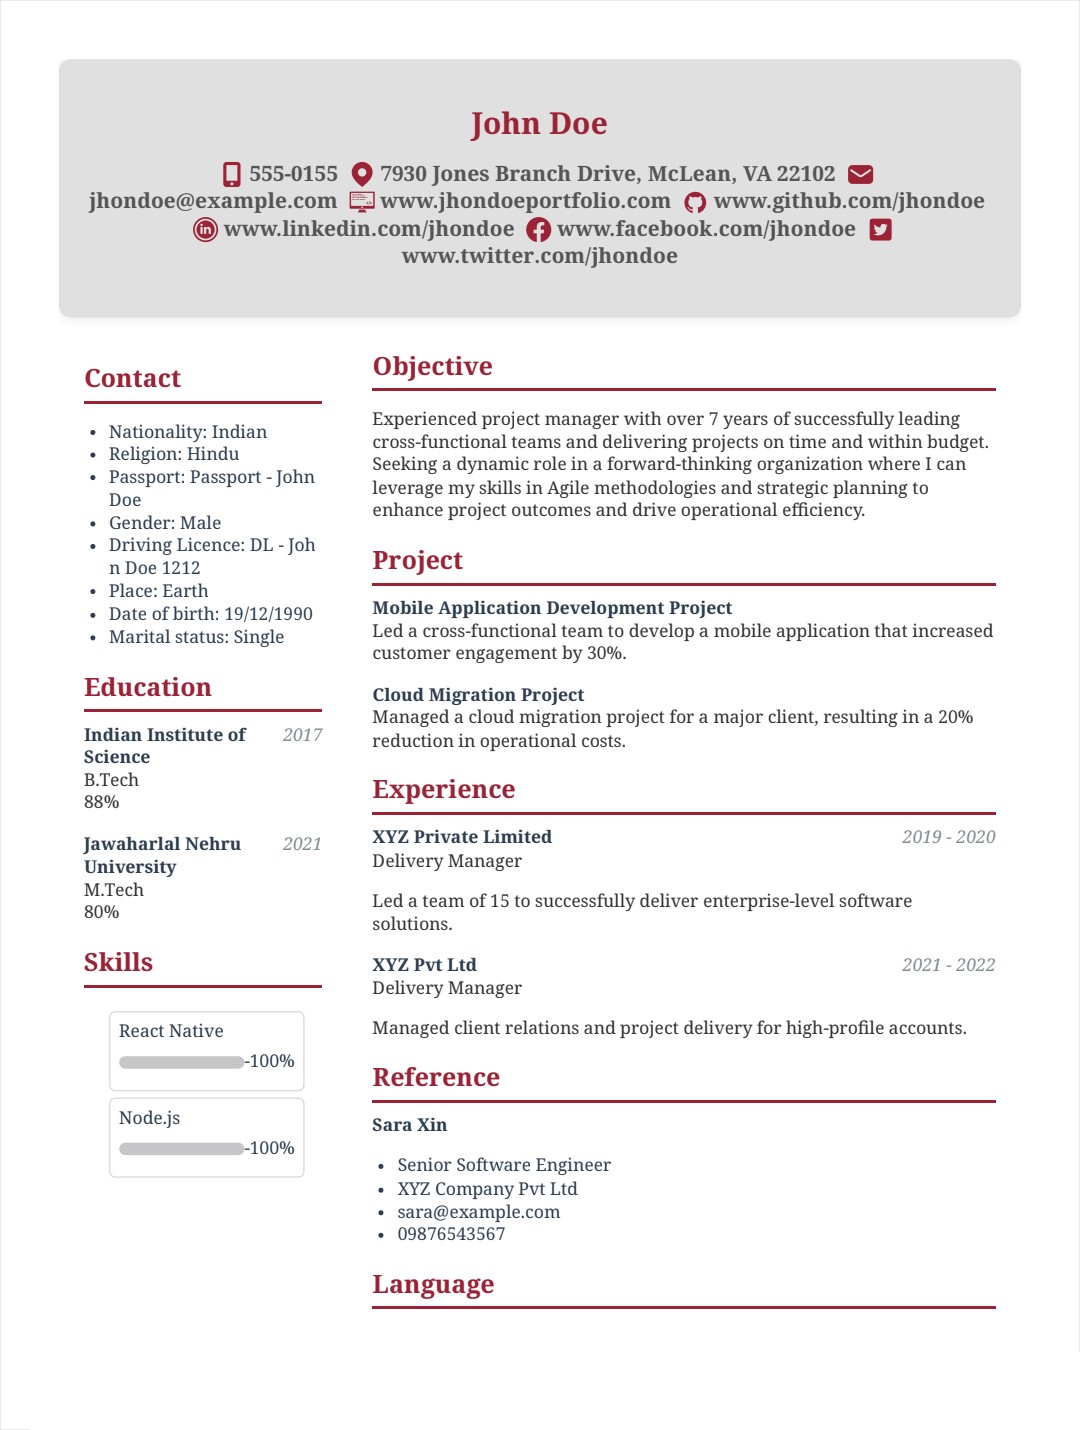 John Doe
555-0155 7930 Jones Branch Drive, McLean, VA 22102
jhondoe@example.com www.jhondoeportfolio.com www.github.com/jhondoe
www.linkedin.com/jhondoe www.facebook.com/jhondoe
www.twitter.com/jhondoe
Contact
• Nationality: Indian
• Religion: Hindu
• Passport: Passport - John
Doe
• Gender: Male
• Driving Licence: DL - Joh
n Doe 1212
• Place: Earth
• Date of birth: 19/12/1990
• Marital status: Single
Education
Indian Institute of 2017
Science
B.Tech
88%
Jawaharlal Nehru 2021
University
M.Tech
80%
Skills
React Native
-100%
Node.js
-100%
Objective
Experienced project manager with over 7 years of successfully leading
cross-functional teams and delivering projects on time and within budget.
Seeking a dynamic role in a forward-thinking organization where I can
leverage my skills in Agile methodologies and strategic planning to
enhance project outcomes and drive operational efficiency.
Project
Mobile Application Development Project
Led a cross-functional team to develop a mobile application that increased
customer engagement by 30%.
Cloud Migration Project
Managed a cloud migration project for a major client, resulting in a 20%
reduction in operational costs.
Experience
XYZ Private Limited 2019 - 2020
Delivery Manager
Led a team of 15 to successfully deliver enterprise-level software
solutions.
XYZ Pvt Ltd 2021 - 2022
Delivery Manager
Managed client relations and project delivery for high-profile accounts.
Reference
Sara Xin
• Senior Software Engineer
• XYZ Company Pvt Ltd
• sara@example.com
• 09876543567
Language